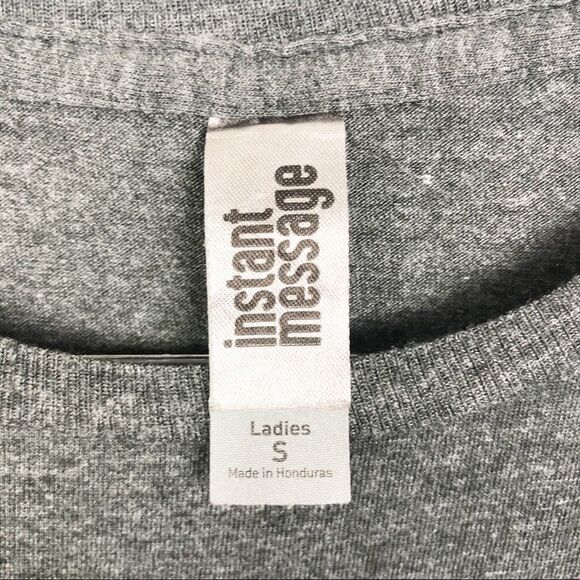 instant
message
Ladies
S
Made in Honduras